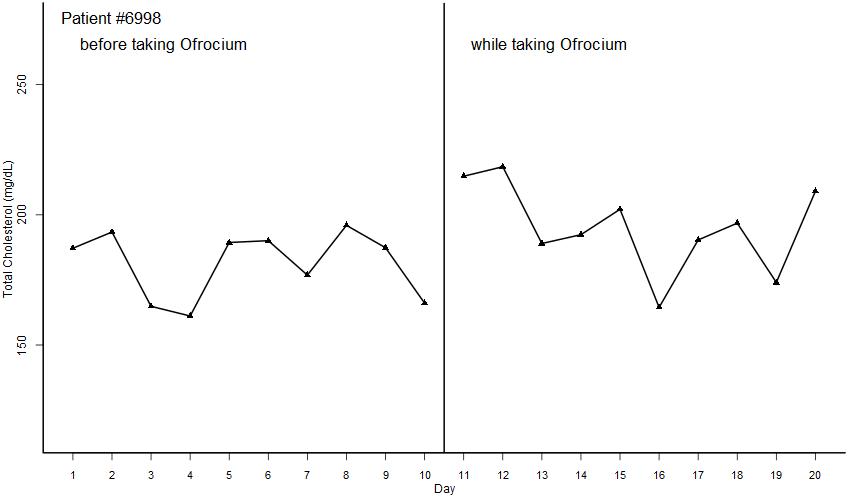 Patient #6998
before taking Ofrocium
while taking Ofrocium
Total Cholesterol (mg/dL)
250
200
150
1 2 3 4 5 6 7 8 9 10 11 12 13 14 15 16 17 18 19 20
Day